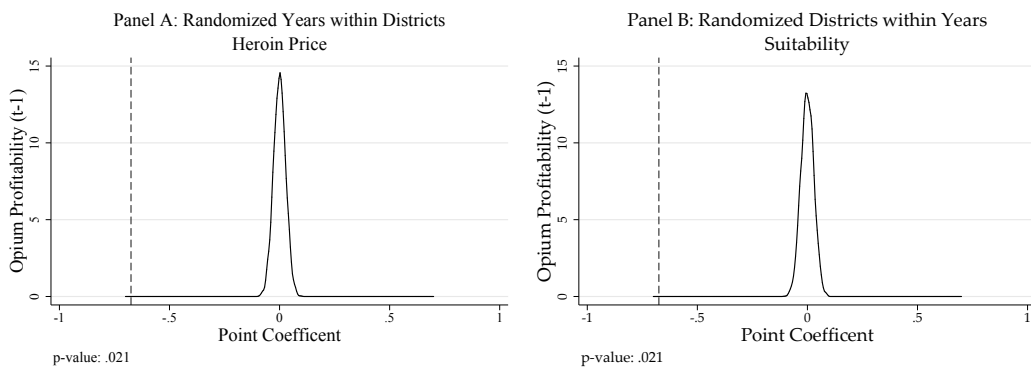 Panel A: Randomized Years within Districts
Heroin Price
Opium Profitability (t-1)
15
10
5
0
-1
-.5
0
.5
1
Point Coefficent
p-value: .021
Panel B: Randomized Districts within Years
Suitability
Opium Profitability (t-1)
15
10
5
0
-1
-.5
0
.5
1
Point Coefficent
p-value: .021